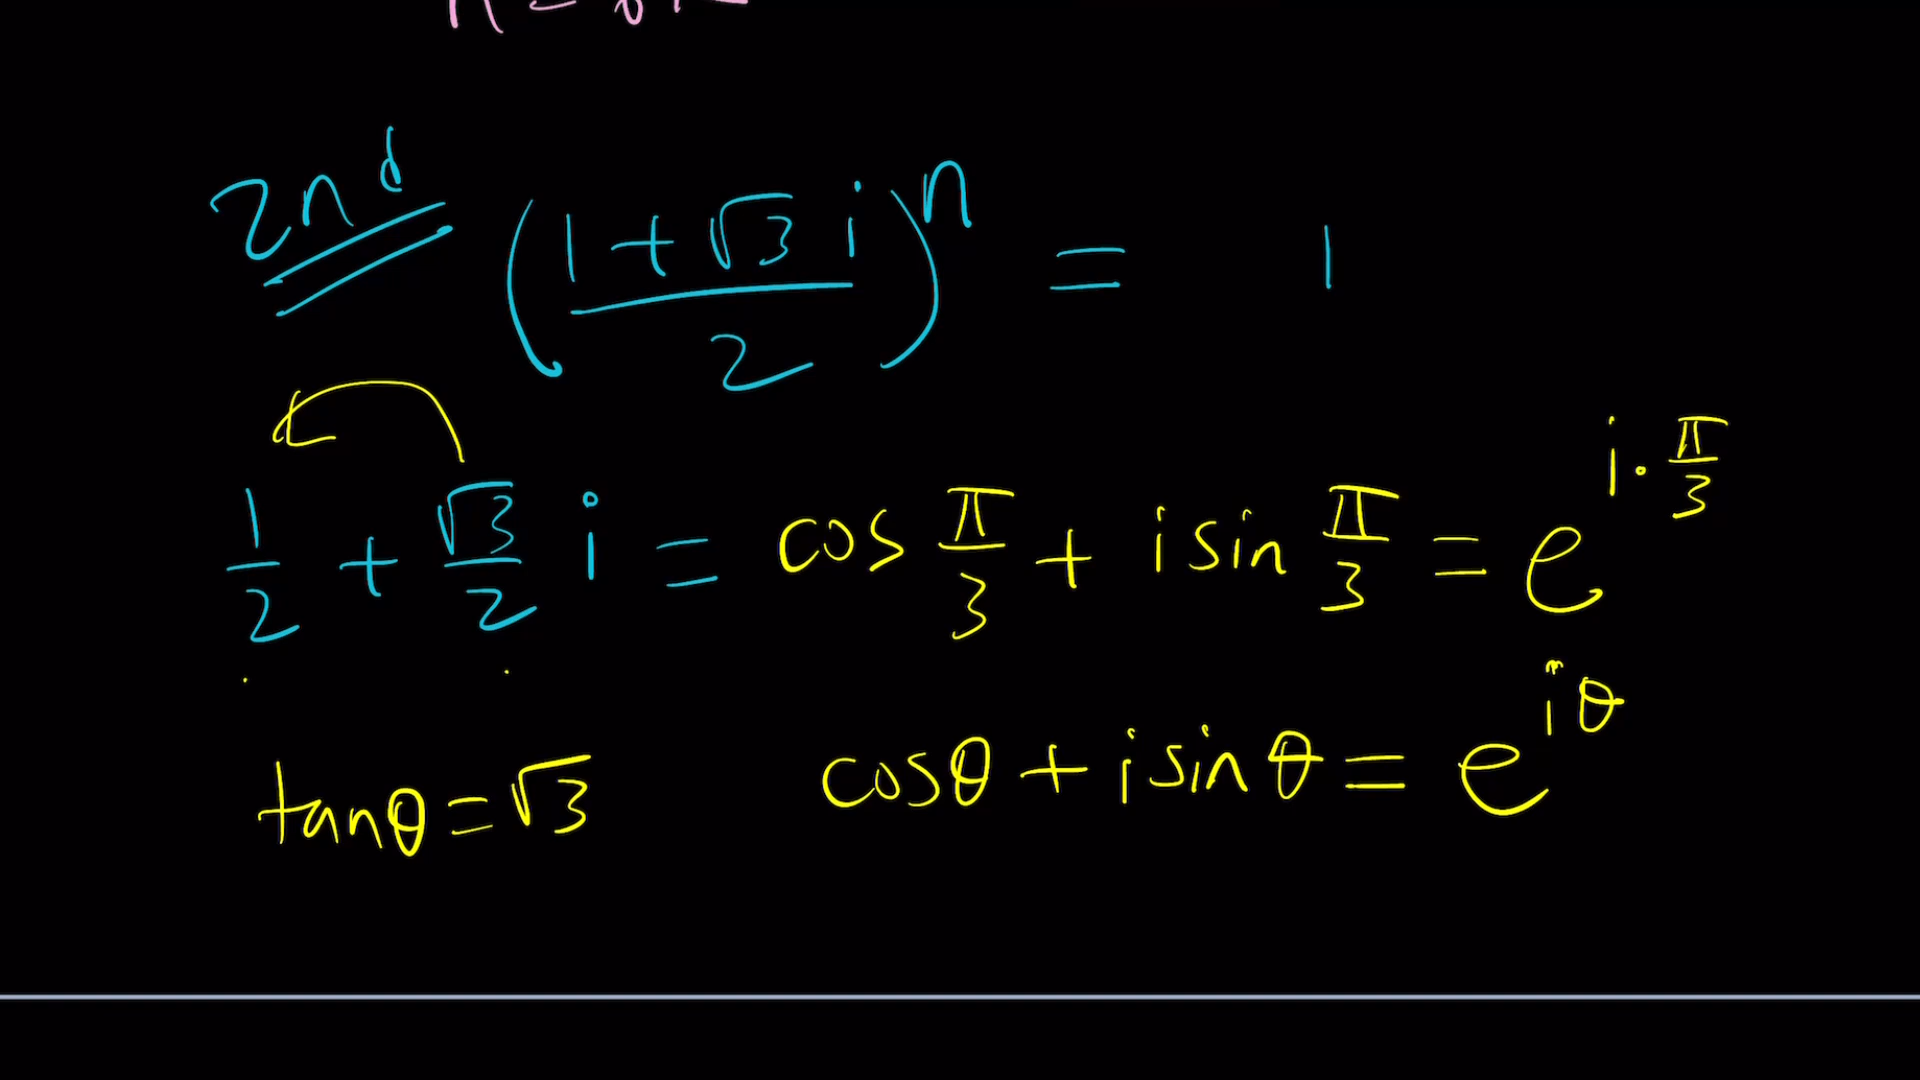 2nd ((1+√3 i)/2)^n = 1
1/2 + √3/2 i = cos π/3 + i sin π/3 = e^(i·π/3)
tanθ = √3
cosθ + i sinθ = e^(iθ)